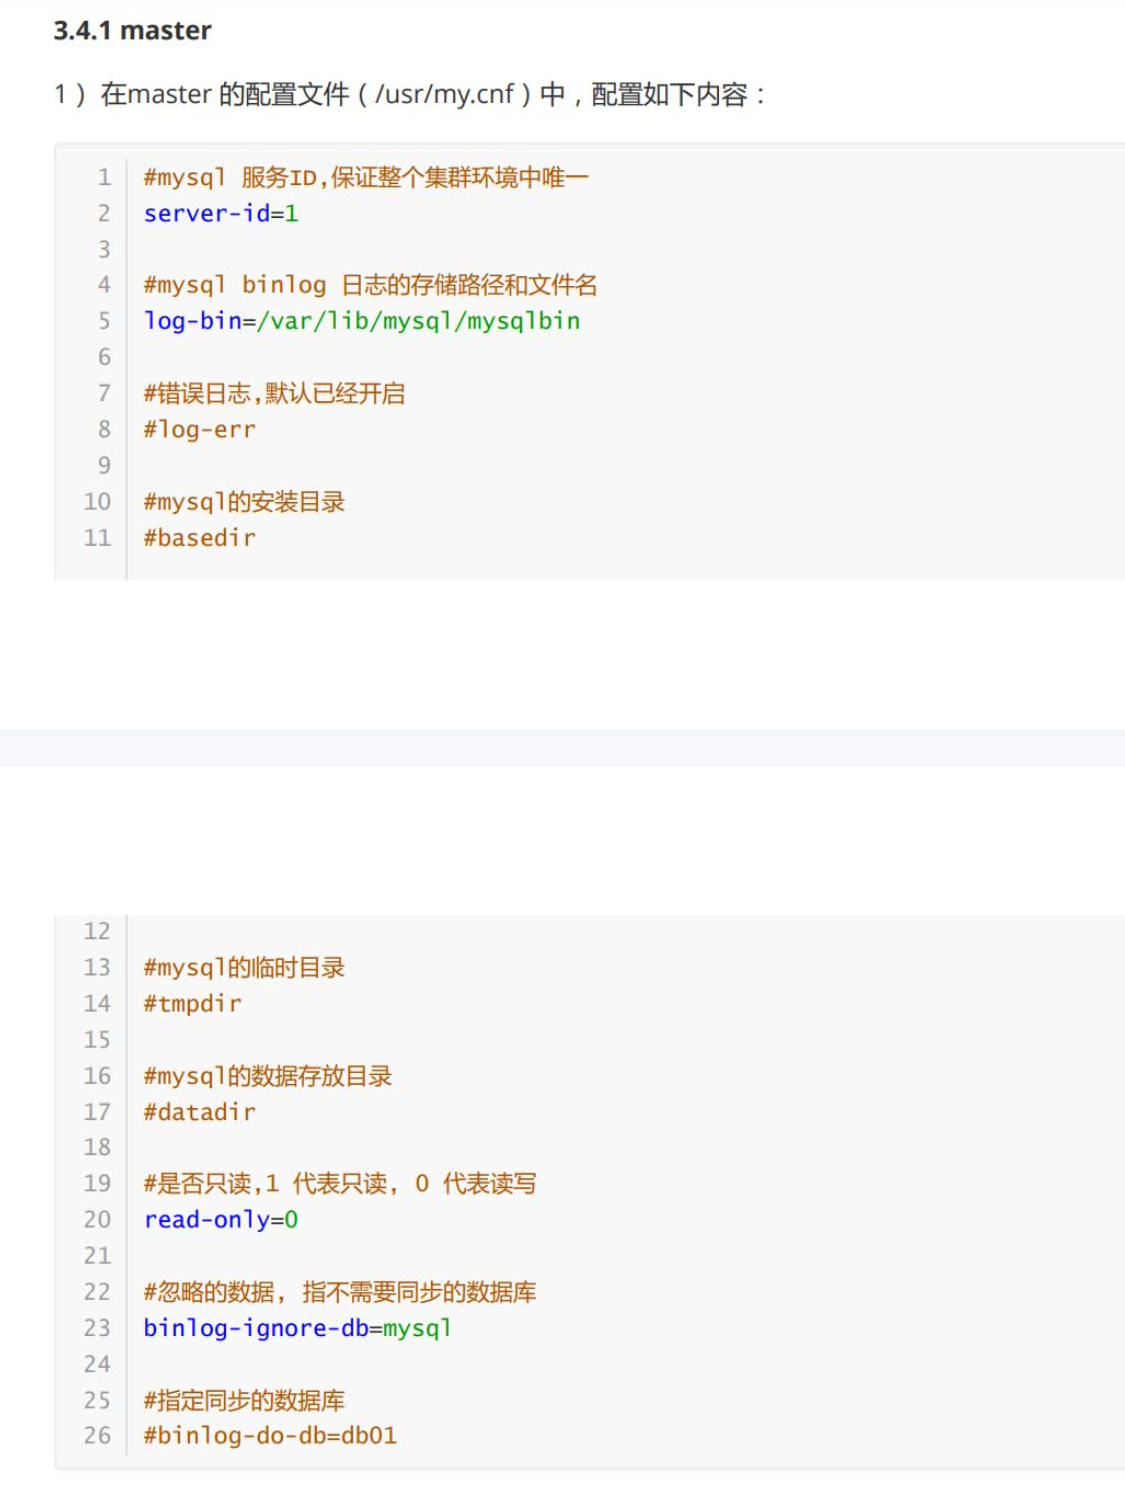 3.4.1 master
1 ) 在master 的配置文件 ( /usr/my.cnf ) 中 , 配置如下内容 :
1 #mysql 服务ID,保证整个集群环境中唯一
2 server-id=1
3
4 #mysql binlog 日志的存储路径和文件名
5 log-bin=/var/lib/mysql/mysqlbin
6
7 #错误日志,默认已经开启
8 #log-err
9
10 #mysql的安装目录
11 #basedir
12
13 #mysql的临时目录
14 #tmpdir
15
16 #mysql的数据存放目录
17 #datadir
18
19 #是否只读,1 代表只读, 0 代表读写
20 read-only=0
21
22 #忽略的数据, 指不需要同步的数据库
23 binlog-ignore-db=mysql
24
25 #指定同步的数据库
26 #binlog-do-db=db01